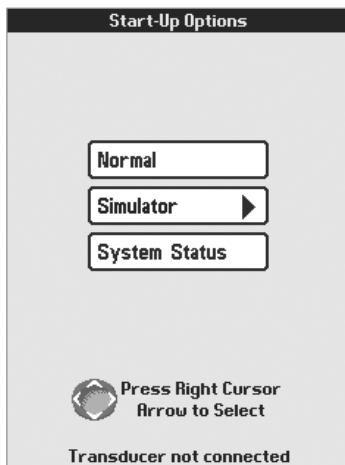 Start-Up Options
Normal
Simulator
System Status
Press Right Cursor
Arrow to Select
Transducer not connected